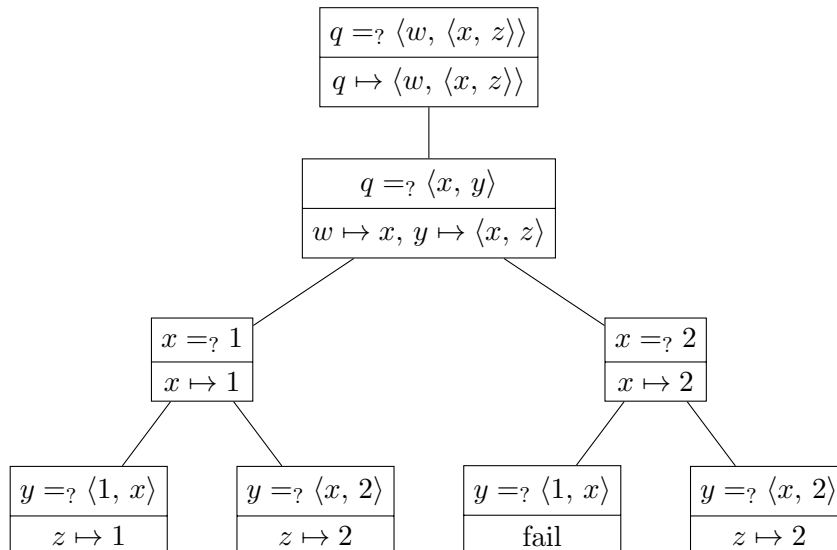 q =? ⟨w, ⟨x, z⟩⟩
q ↦ ⟨w, ⟨x, z⟩⟩
q =? ⟨x, y⟩
w ↦ x, y ↦ ⟨x, z⟩
x =? 1
x ↦ 1
x =? 2
x ↦ 2
y =? ⟨1, x⟩
z ↦ 1
y =? ⟨x, 2⟩
z ↦ 2
y =? ⟨1, x⟩
fail
y =? ⟨x, 2⟩
z ↦ 2